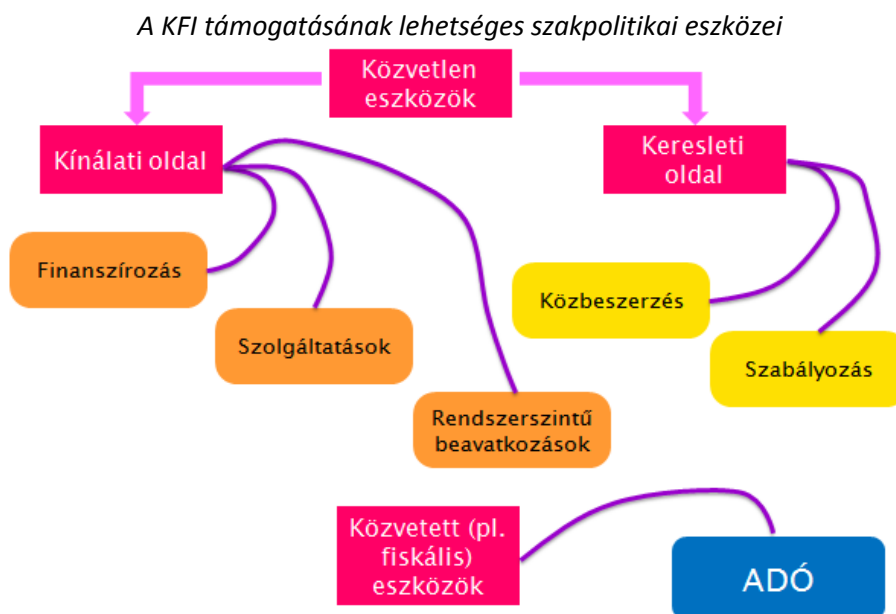 A KFI támogatásának lehetséges szakpolitikai eszközei
Közvetlen
eszközök
Kínálati oldal
Keresleti
oldal
Finanszírozás
Szolgáltatások
Rendszerszintű
beavatkozások
Közbeszerzés
Szabályozás
Közvetett (pl.
fiskális)
eszközök
ADÓ